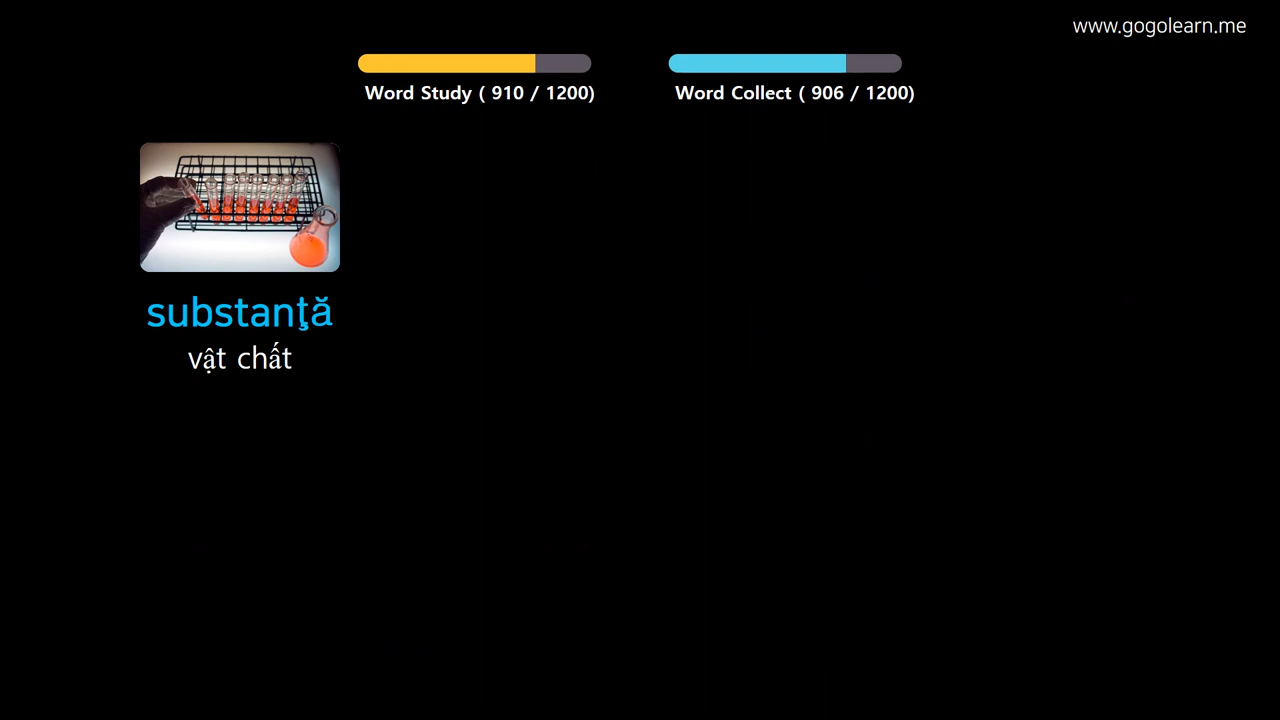 www.gogolearn.me
Word Study ( 910 / 1200)
Word Collect ( 906 / 1200)
substanţă
vật chất